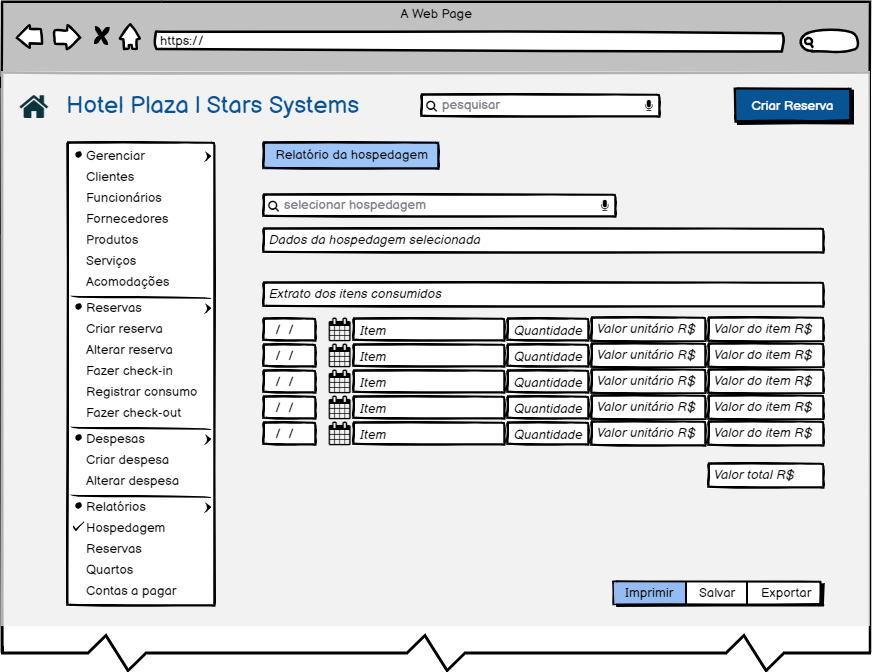 A Web Page
https://
Hotel Plaza | Stars Systems
pesquisar
Criar Reserva
Gerenciar
Clientes
Funcionários
Fornecedores
Produtos
Serviços
Acomodações
Reservas
Criar reserva
Alterar reserva
Fazer check-in
Registrar consumo
Fazer check-out
Despesas
Criar despesa
Alterar despesa
Relatórios
Hospedagem
Reservas
Quartos
Contas a pagar
Relatório da hospedagem
selecionar hospedagem
Dados da hospedagem selecionada
Extrato dos itens consumidos
/ / Item Quantidade Valor unitário R$ Valor do item R$
/ / Item Quantidade Valor unitário R$ Valor do item R$
/ / Item Quantidade Valor unitário R$ Valor do item R$
/ / Item Quantidade Valor unitário R$ Valor do item R$
/ / Item Quantidade Valor unitário R$ Valor do item R$
Valor total R$
Imprimir Salvar Exportar